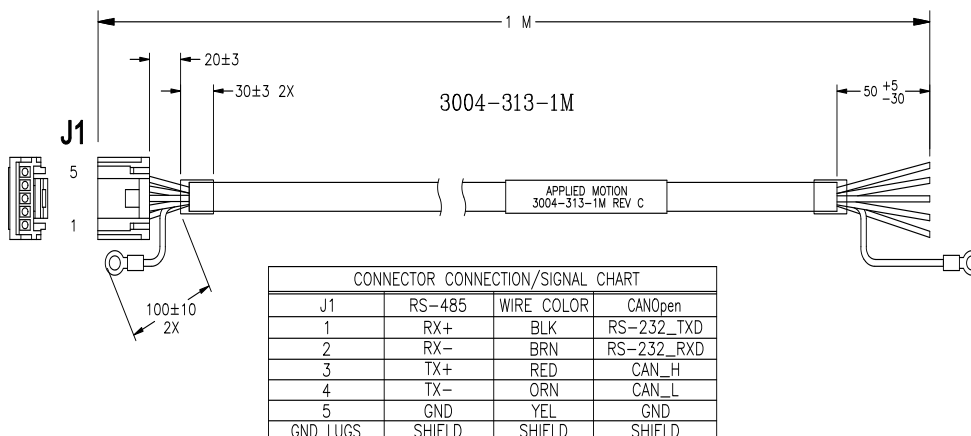 1 M
20±3
30±3 2X
3004-313-1M
50 +5 -30
J1
5
1
APPLIED MOTION
3004-313-1M REV C
100±10
2X
CONNECTOR CONNECTION/SIGNAL CHART
J1 RS-485 WIRE COLOR CANOpen
1 RX+ BLK RS-232_TXD
2 RX- BRN RS-232_RXD
3 TX+ RED CAN_H
4 TX- ORN CAN_L
5 GND YEL GND
GND LUGS SHIELD SHIELD SHIELD